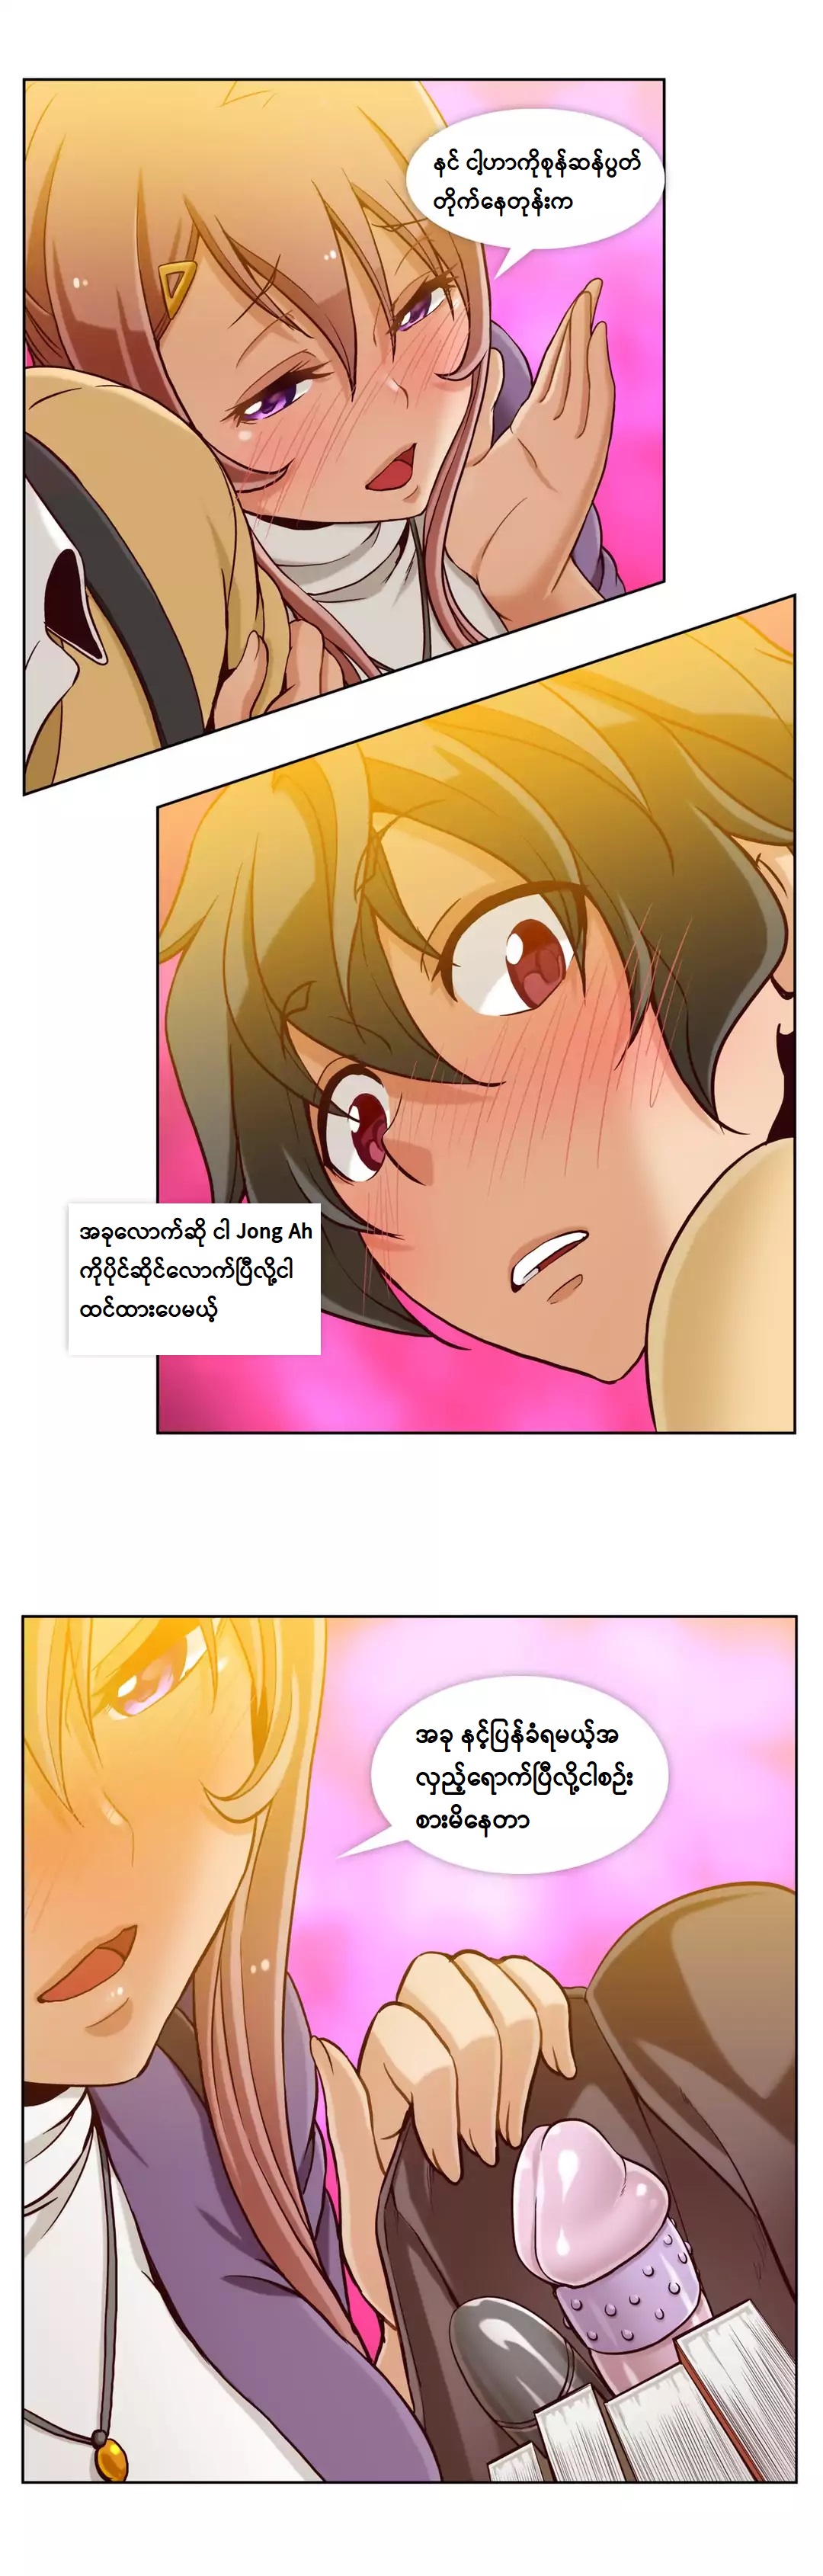 နင် ငါ့ဟာကိုစုန်ဆန်ပွတ်
တိုက်နေတုန်းက
အခုလောက်ဆို ငါ Jong Ah
ကိုပိုင်ဆိုင်လောက်ပြီလို့ငါ
ထင်ထားပေမယ့်
အခု နင့်ပြန်ခံရမယ့်အ
လှည့်ရောက်ပြီလို့ငါစဉ်း
စားမိနေတာ